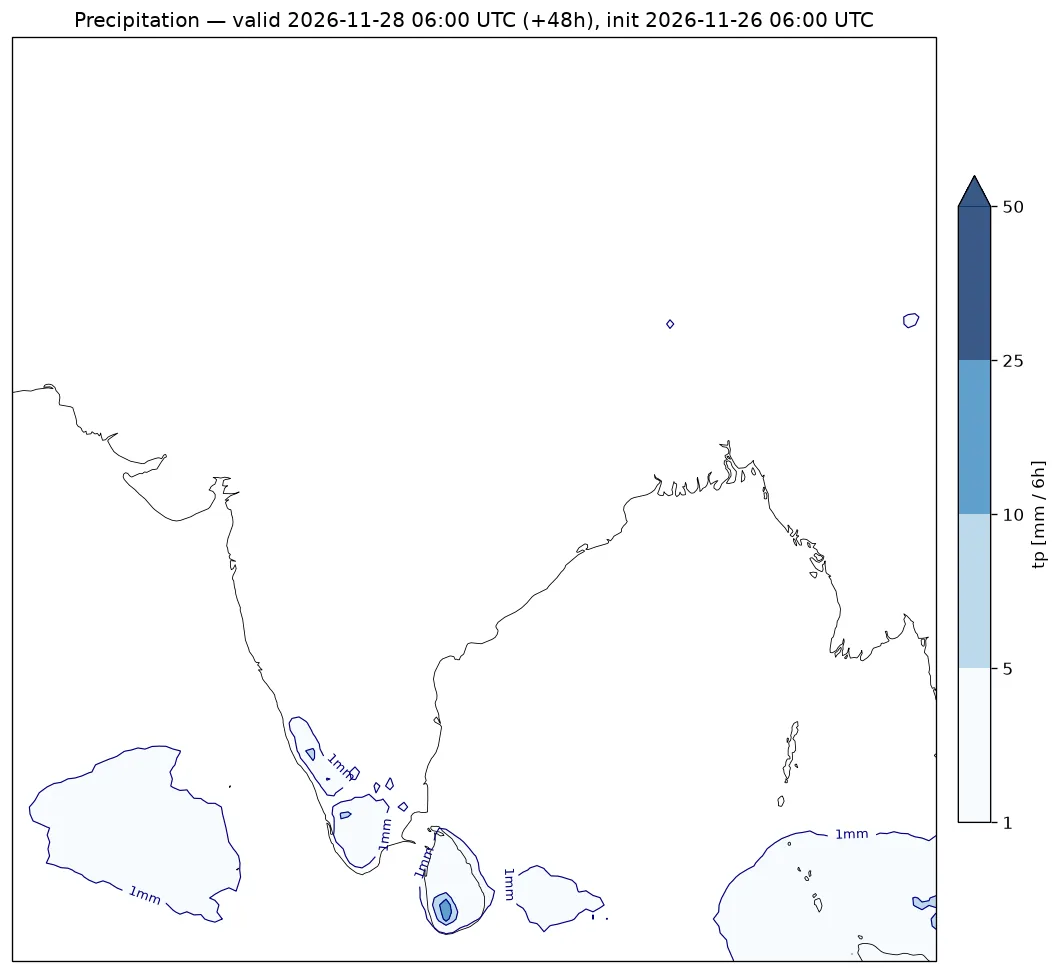 Precipitation — valid 2026-11-28 06:00 UTC (+48h), init 2026-11-26 06:00 UTC
50
25
10
5
1
tp [mm / 6h]
1mm
1mm
1mm
1mm
1mm
1mm